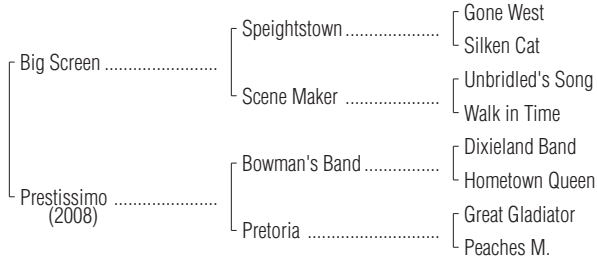 Gone West
Speightstown
Silken Cat
Big Screen
Unbridled's Song
Scene Maker
Walk in Time
Dixieland Band
Bowman's Band
Hometown Queen
Prestissimo
(2008)
Great Gladiator
Pretoria
Peaches M.